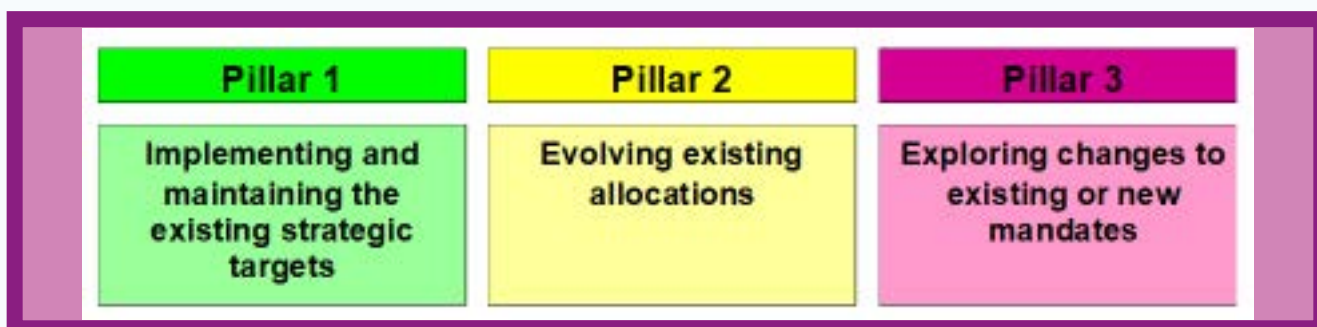 Pillar 1
Implementing and
maintaining the
existing strategic
targets
Pillar 2
Evolving existing
allocations
Pillar 3
Exploring changes to
existing or new
mandates